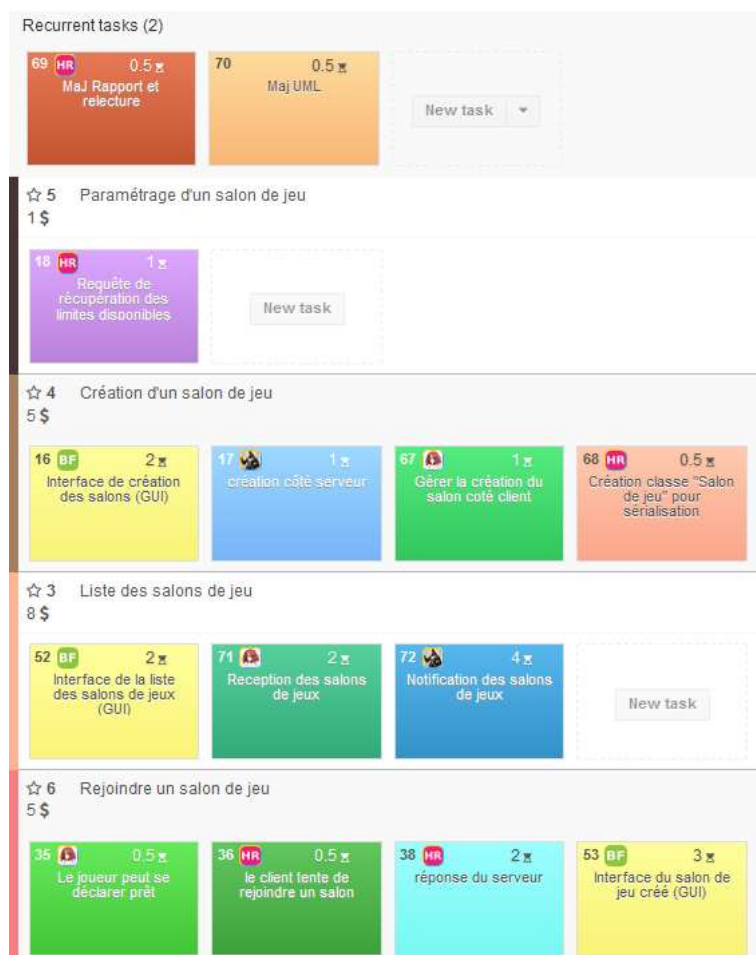 Recurrent tasks (2)
69 HR 0.5
MaJ Rapport et
relecture
70 0.5
Maj UML
New task
5 Paramétrage d'un salon de jeu
1 $
18 HR 1
Requête de
récupération des
limites disponibles
New task
4 Création d'un salon de jeu
5 $
16 BF 2
Interface de création
des salons (GUI)
17 1
création côté serveur
67 1
Gérer la création du
salon coté client
68 HR 0.5
Création classe "Salon
de jeu" pour
sérialisation
3 Liste des salons de jeu
8 $
52 BF 2
Interface de la liste
des salons de jeux
(GUI)
71 2
Reception des salons
de jeux
72 4
Notification des salons
de jeux
New task
6 Rejoindre un salon de jeu
5 $
35 0.5
Le joueur peut se
déclarer prêt
36 HR 0.5
le client tente de
rejoindre un salon
38 HR 2
réponse du serveur
53 BF 3
Interface du salon de
jeu créé (GUI)